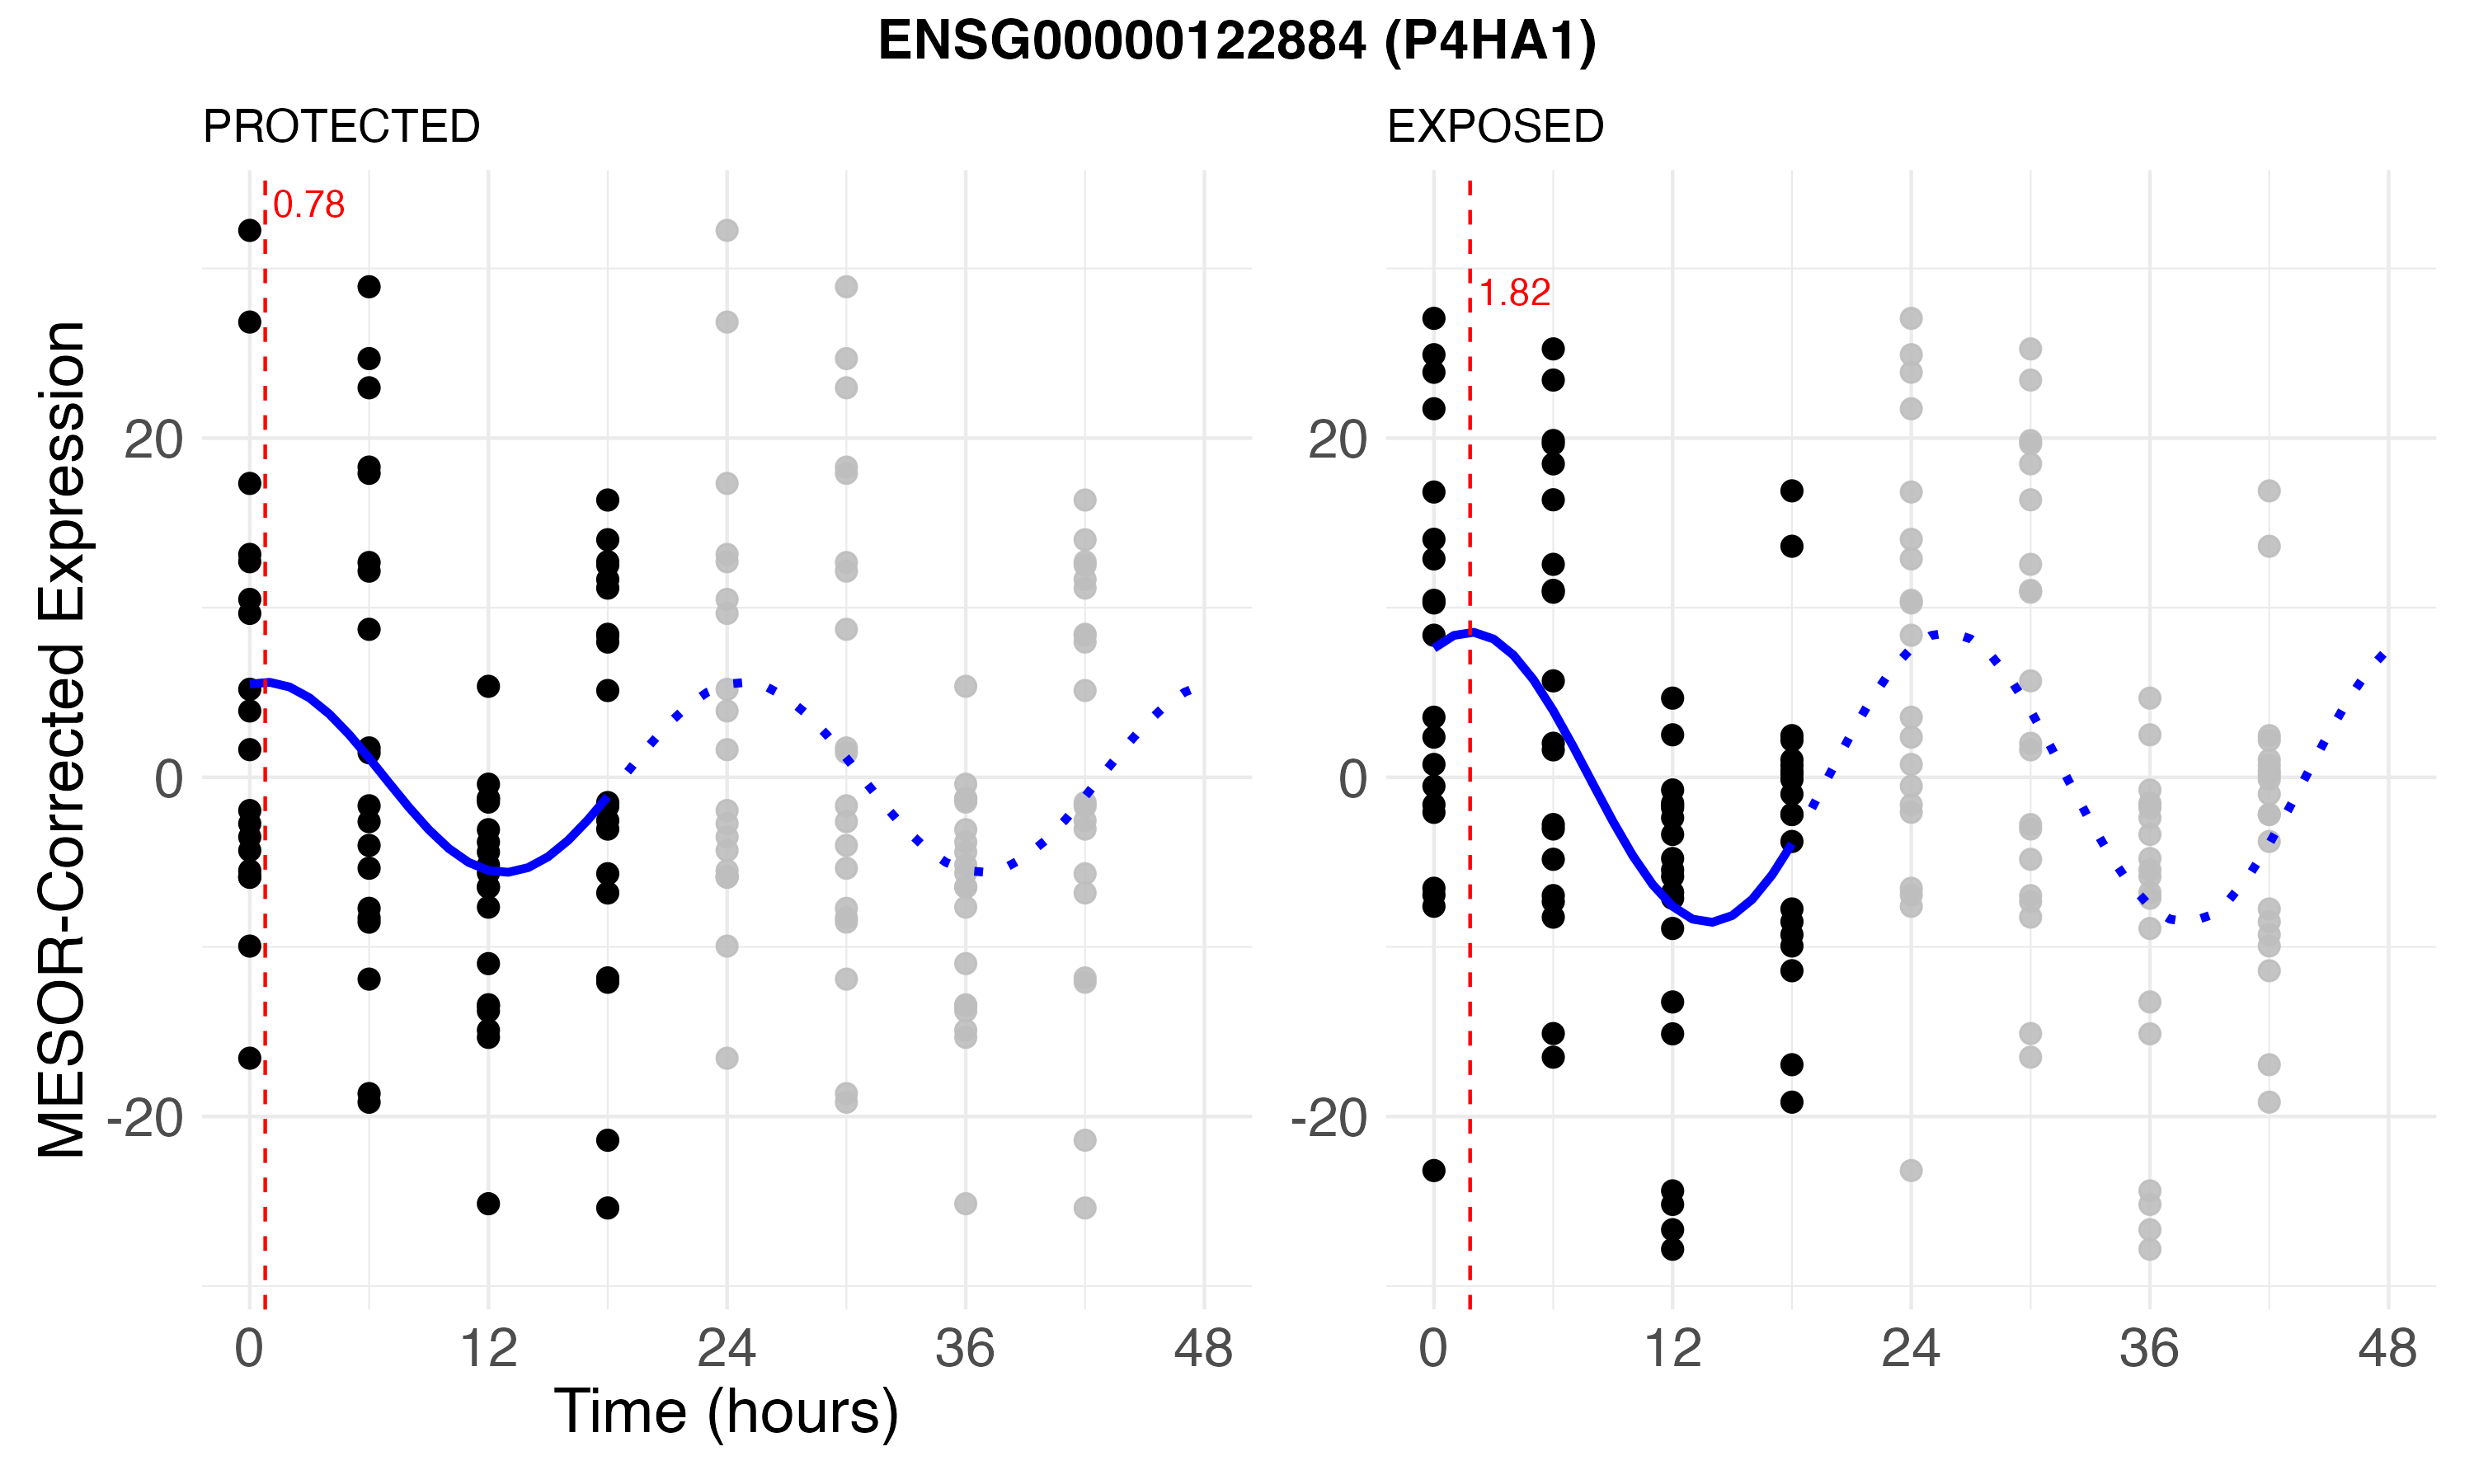 ENSG00000122884 (P4HA1)
PROTECTED
EXPOSED
0.78
1.82
MESOR-Corrected Expression
20
0
-20
20
0
-20
0 12 24 36 48
0 12 24 36 48
Time (hours)